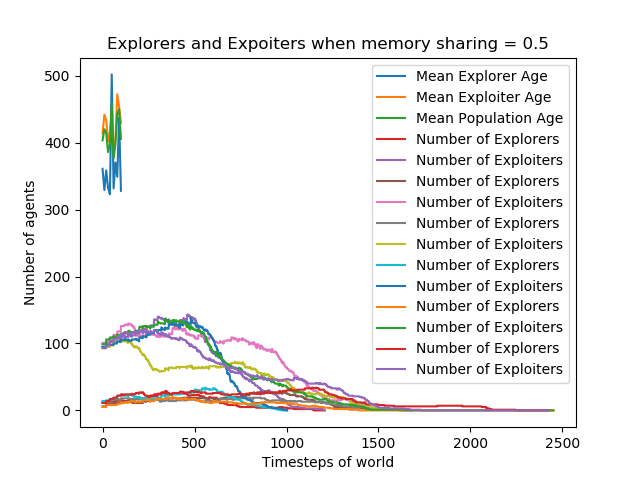 Explorers and Expoiters when memory sharing = 0.5
500
400
300
200
100
0
Number of agents
Mean Explorer Age
Mean Exploiter Age
Mean Population Age
Number of Explorers
Number of Exploiters
Number of Explorers
Number of Exploiters
Number of Explorers
Number of Exploiters
Number of Explorers
Number of Exploiters
Number of Explorers
Number of Exploiters
Number of Explorers
Number of Exploiters
0 500 1000 1500 2000 2500
Timesteps of world